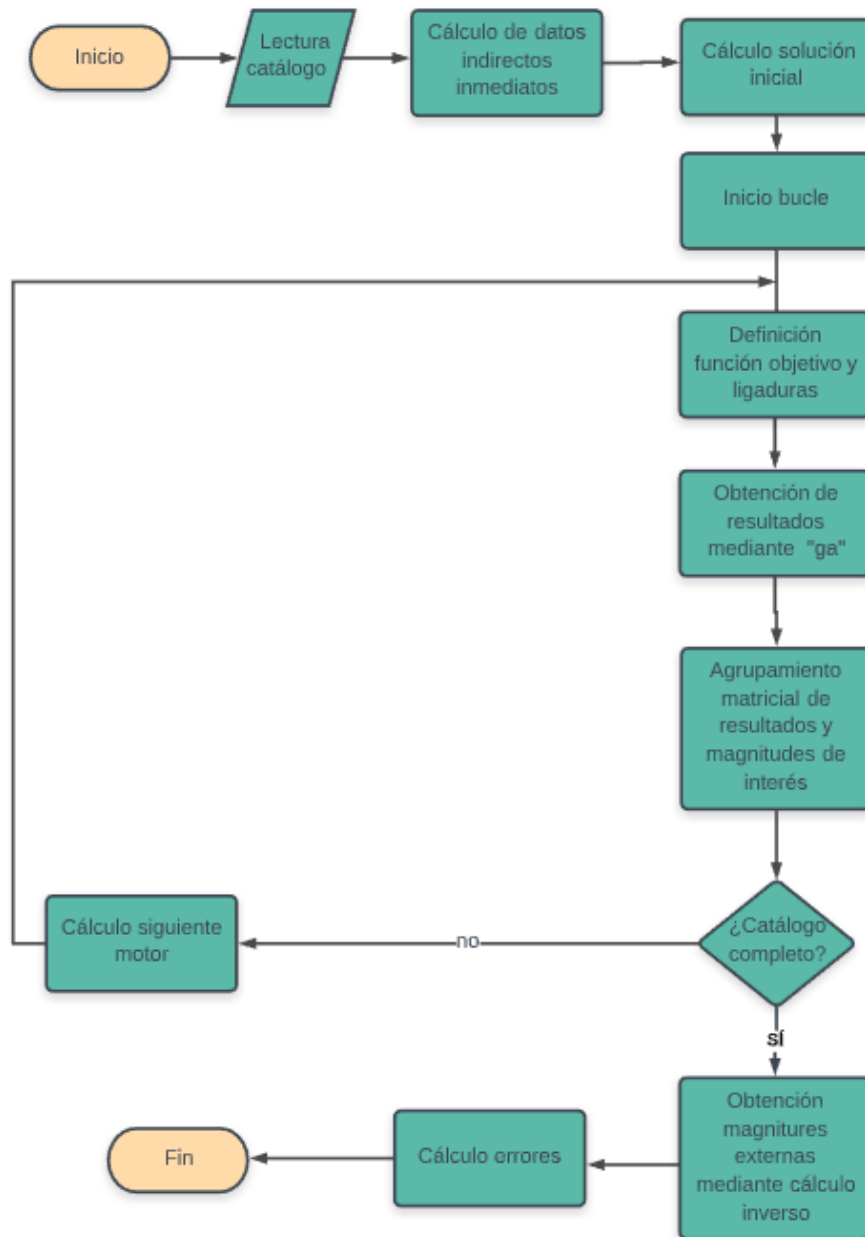 Inicio
Lectura
catálogo
Cálculo de datos
indirectos
inmediatos
Cálculo solución
inicial
Inicio bucle
Definición
función objetivo y
ligaduras
Obtención de
resultados
mediante "ga"
Agrupamiento
matricial de
resultados y
magnitudes de
interés
¿Catálogo
completo?
no
Cálculo siguiente
motor
sí
Obtención
magnitures
externas
mediante cálculo
inverso
Cálculo errores
Fin